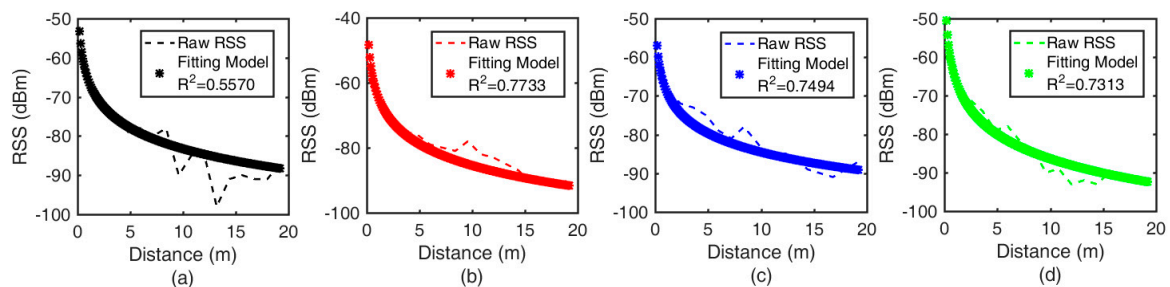 -50
-60
-70
-80
-90
-100
RSS (dBm)
Raw RSS
Fitting Model
R²=0.5570
0 5 10 15 20
Distance (m)
(a)
-40
-60
-80
-100
RSS (dBm)
Raw RSS
Fitting Model
R²=0.7733
0 5 10 15 20
Distance (m)
(b)
-50
-60
-70
-80
-90
-100
RSS (dBm)
Raw RSS
Fitting Model
R²=0.7494
0 5 10 15 20
Distance (m)
(c)
-50
-60
-70
-80
-90
-100
RSS (dBm)
Raw RSS
Fitting Model
R²=0.7313
0 5 10 15 20
Distance (m)
(d)